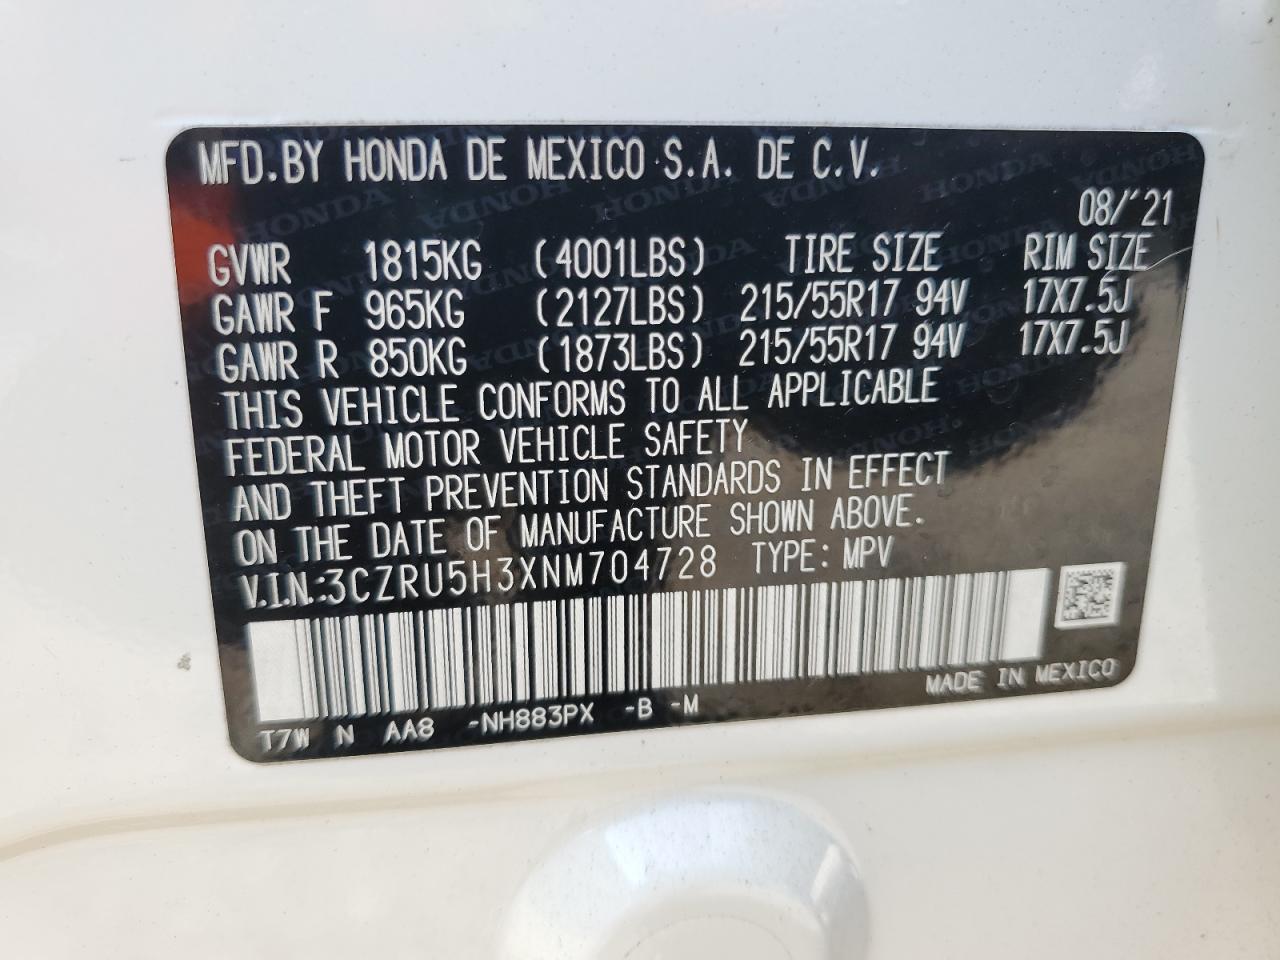 MFD.BY HONDA DE MEXICO S.A. DE C.V.
08/'21
GVWR 1815KG (4001LBS) TIRE SIZE RIM SIZE
GAWR F 965KG (2127LBS) 215/55R17 94V 17X7.5J
GAWR R 850KG (1873LBS) 215/55R17 94V 17X7.5J
THIS VEHICLE CONFORMS TO ALL APPLICABLE
FEDERAL MOTOR VEHICLE SAFETY
AND THEFT PREVENTION STANDARDS IN EFFECT
ON THE DATE OF MANUFACTURE SHOWN ABOVE.
V.I.N.:3CZRU5H3XNM704728 TYPE: MPV
MADE IN MEXICO
T7W N AA8 -NH883PX -B -M